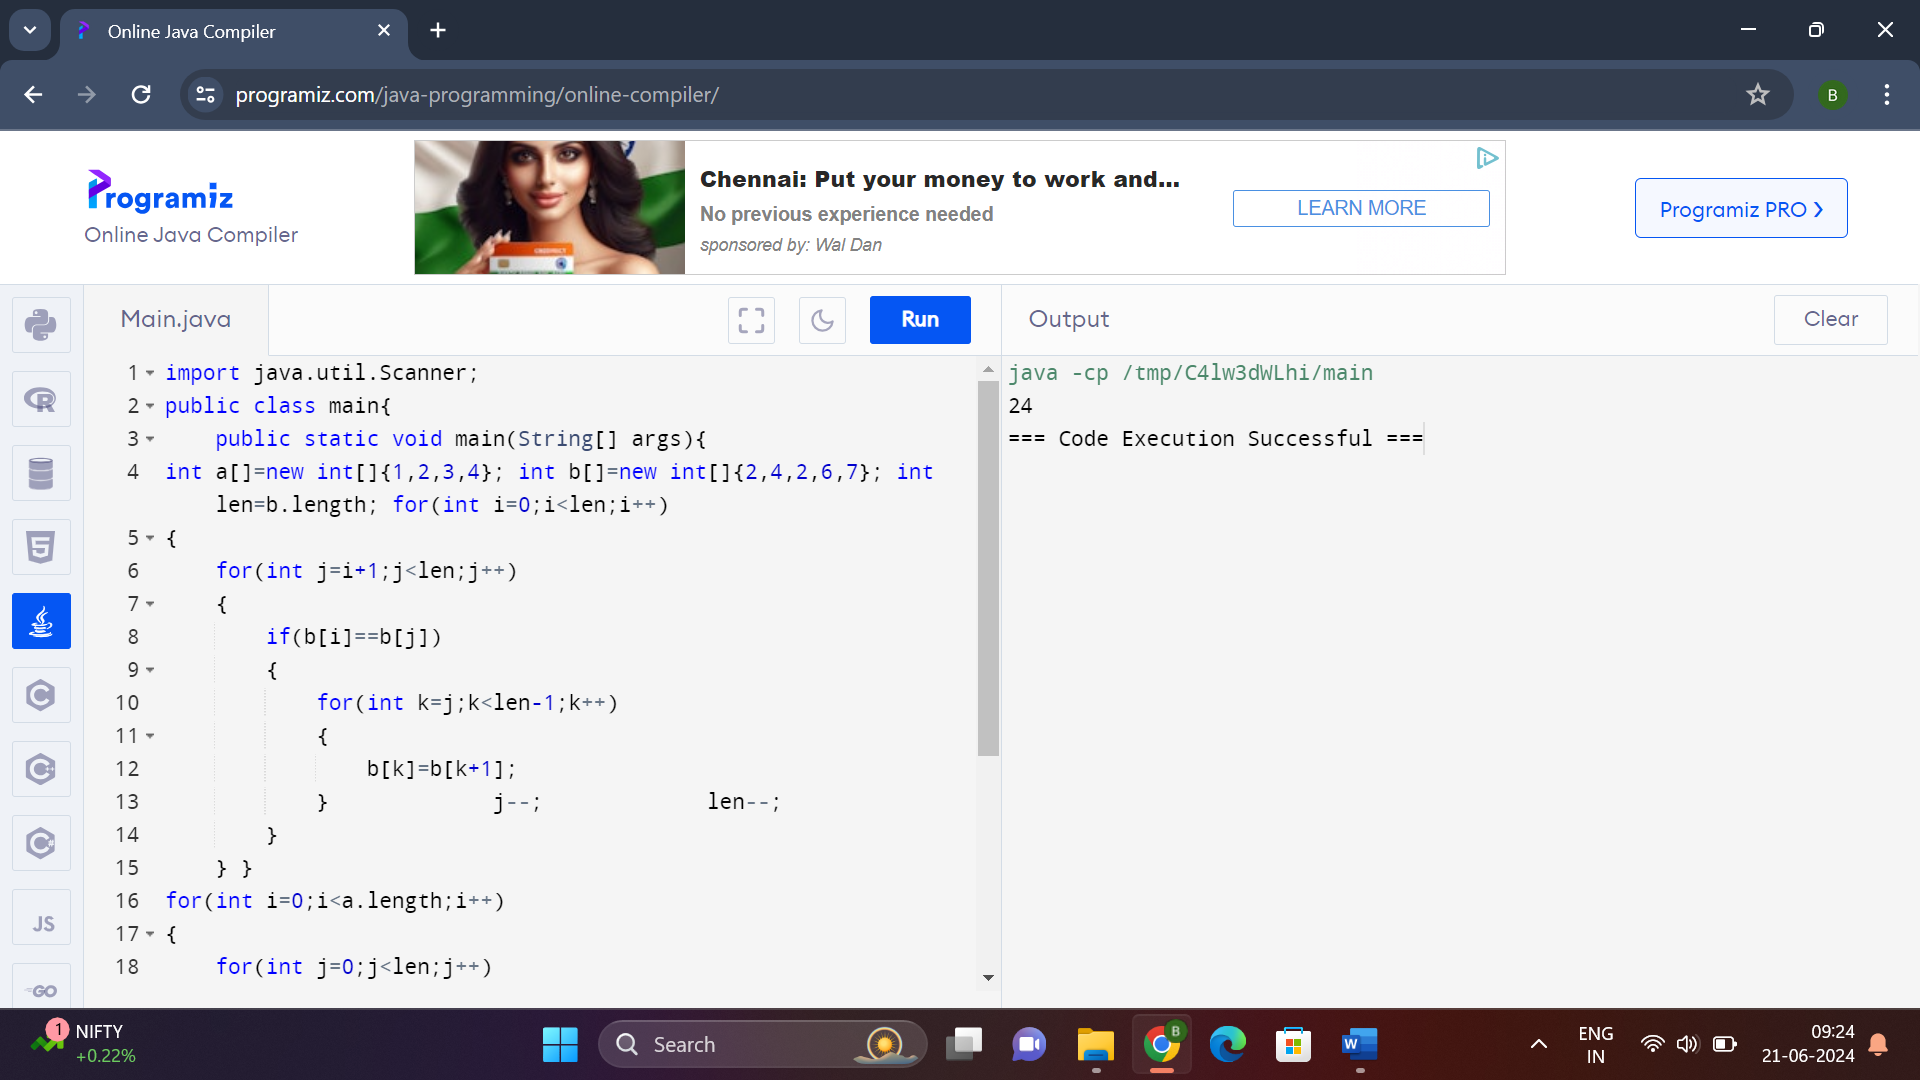 Online Java Compiler
programiz.com/java-programming/online-compiler/
B
Programiz
Online Java Compiler
Chennai: Put your money to work and...
No previous experience needed
sponsored by: Wal Dan
LEARN MORE
Programiz PRO ❯
Main.java
Run
Output
Clear
1 import java.util.Scanner;
2 public class main{
3 public static void main(String[] args){
4 int a[]=new int[]{1,2,3,4}; int b[]=new int[]{2,4,2,6,7}; int
len=b.length; for(int i=0;i<len;i++)
5 {
6 for(int j=i+1;j<len;j++)
7 {
8 if(b[i]==b[j])
9 {
10 for(int k=j;k<len-1;k++)
11 {
12 b[k]=b[k+1];
13 } j--; len--;
14 }
15 } }
16 for(int i=0;i<a.length;i++)
17 {
18 for(int j=0;j<len;j++)
java -cp /tmp/C4lw3dWLhi/main
24
=== Code Execution Successful ===
R
5
C
C++
C#
JS
GO
1
NIFTY
+0.22%
Search
B
W
ENG
IN
09:24
21-06-2024